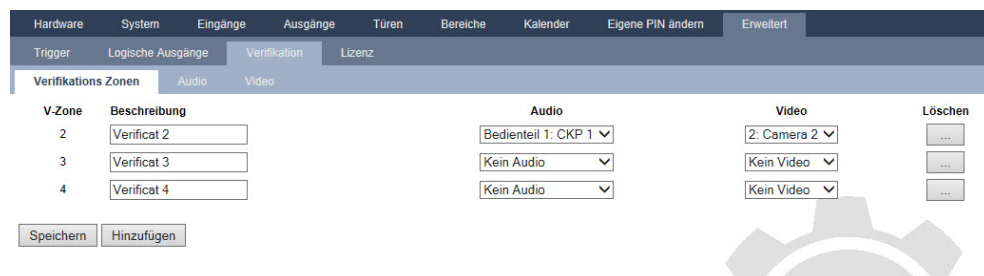 Hardware System Eingänge Ausgänge Türen Bereiche Kalender Eigene PIN ändern Erweitert
Trigger Logische Ausgänge Verifikation Lizenz
Verifikations Zonen Audio Video
V-Zone Beschreibung Audio Video Löschen
2 Verificat 2 Bedienteil 1: CKP 1 2: Camera 2 ...
3 Verificat 3 Kein Audio Kein Video ...
4 Verificat 4 Kein Audio Kein Video ...
Speichern Hinzufügen